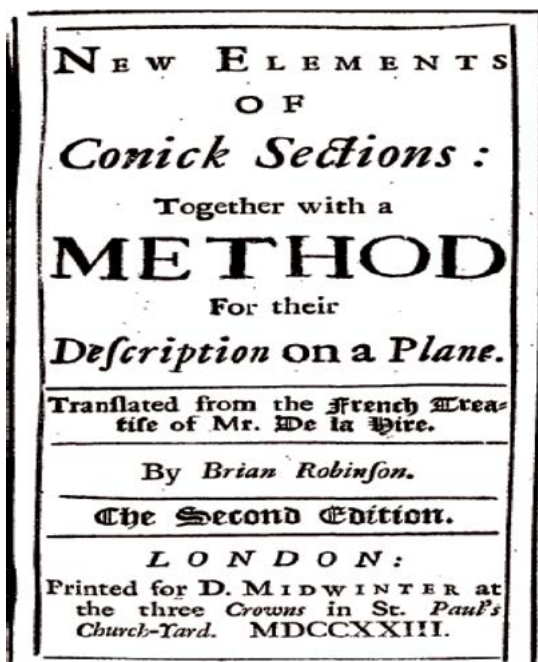 NEW ELEMENTS
OF
Conick Sections :
Together with a
METHOD
For their
Deſcription on a Plane.
Tranſlated from the French Trea-
tiſe of Mr. De la Hire.
By Brian Robinſon.
The Second Edition.
LONDON:
Printed for D. MIDWINTER at
the three Crowns in St. Paul's
Church-Yard. MDCCXXIII.